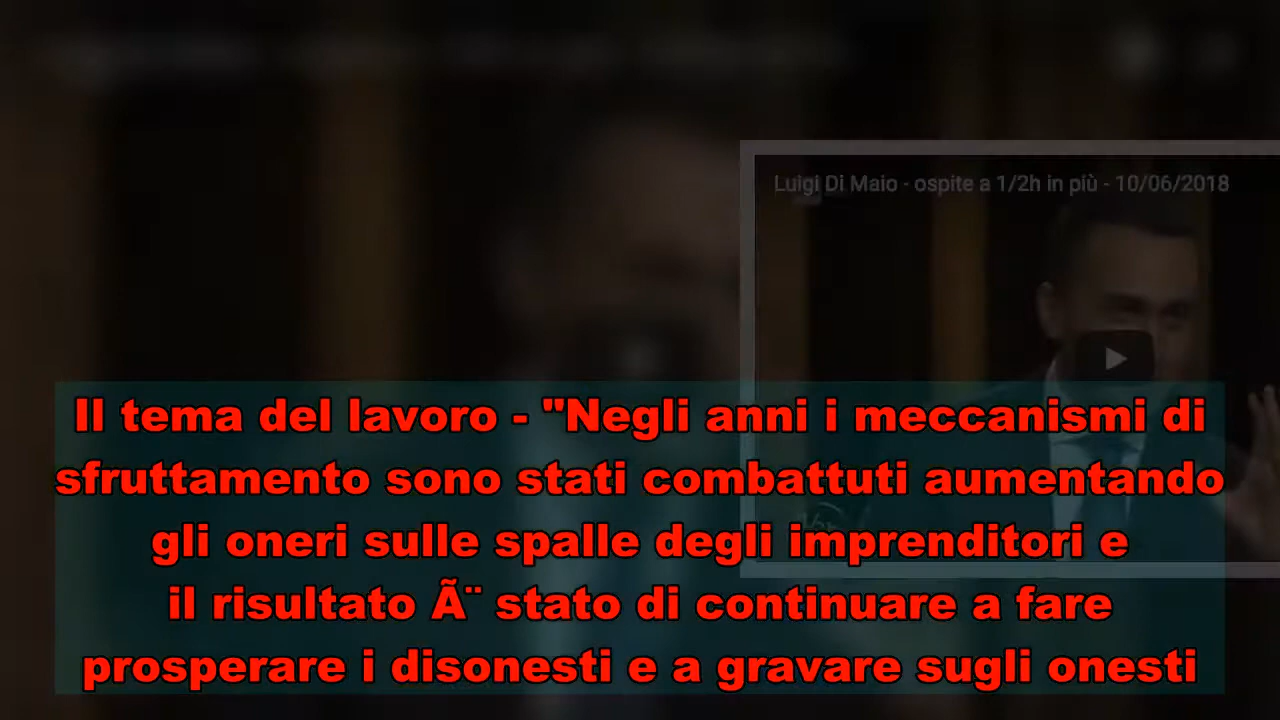 Luigi Di Maio - ospite a 1/2h in più - 10/06/2018
Il tema del lavoro - "Negli anni i meccanismi di
sfruttamento sono stati combattuti aumentando
gli oneri sulle spalle degli imprenditori e
il risultato Ã¨ stato di continuare a fare
prosperare i disonesti e a gravare sugli onesti